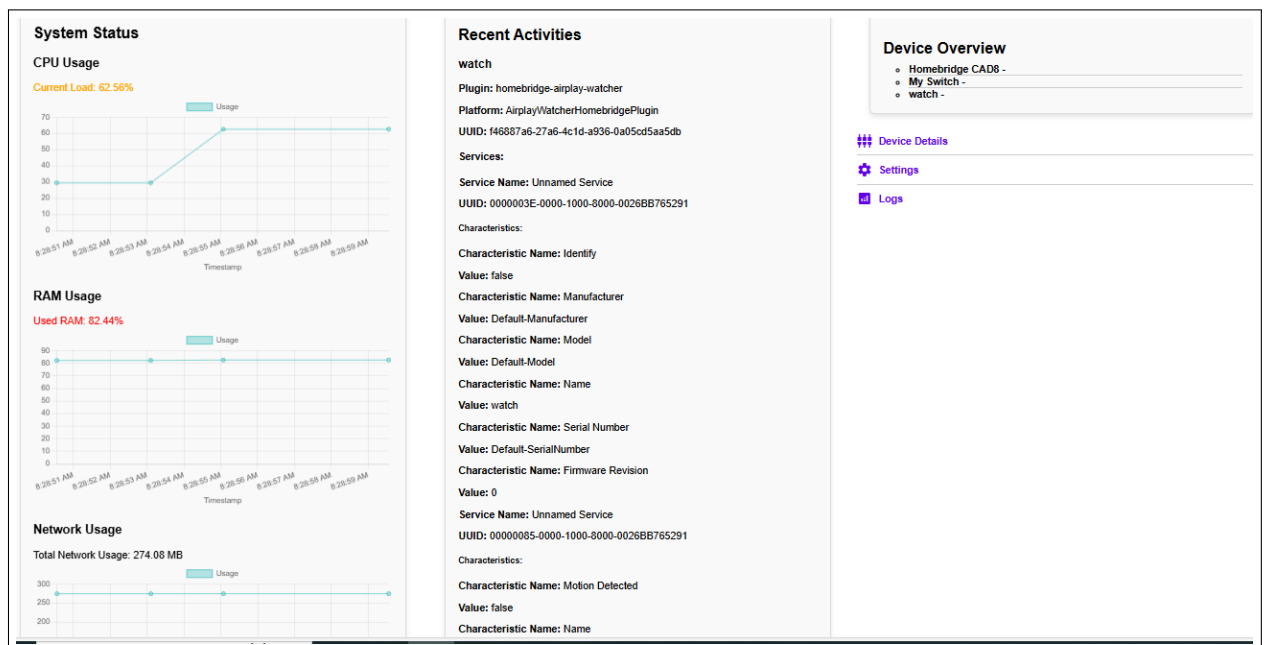 System Status
CPU Usage
Current Load: 62.56%
Usage
70
60
50
40
30
20
10
0
8:28:51 AM
8:28:52 AM
8:28:53 AM
8:28:54 AM
8:28:55 AM
8:28:56 AM
8:28:57 AM
8:28:58 AM
8:28:59 AM
Timestamp
RAM Usage
Used RAM: 82.44%
Usage
90
80
70
60
50
40
30
20
10
0
8:28:51 AM
8:28:52 AM
8:28:53 AM
8:28:54 AM
8:28:55 AM
8:28:56 AM
8:28:57 AM
8:28:58 AM
8:28:59 AM
Timestamp
Network Usage
Total Network Usage: 274.08 MB
Usage
300
250
200
Recent Activities
watch
Plugin: homebridge-airplay-watcher
Platform: AirplayWatcherHomebridgePlugin
UUID: f46887a6-27a6-4c1d-a936-0a05cd5aa5db
Services:
Service Name: Unnamed Service
UUID: 0000003E-0000-1000-8000-0026BB765291
Characteristics:
Characteristic Name: Identify
Value: false
Characteristic Name: Manufacturer
Value: Default-Manufacturer
Characteristic Name: Model
Value: Default-Model
Characteristic Name: Name
Value: watch
Characteristic Name: Serial Number
Value: Default-SerialNumber
Characteristic Name: Firmware Revision
Value: 0
Service Name: Unnamed Service
UUID: 00000085-0000-1000-8000-0026BB765291
Characteristics:
Characteristic Name: Motion Detected
Value: false
Characteristic Name: Name
Device Overview
Homebridge CAD8 -
My Switch -
watch -
Device Details
Settings
Logs